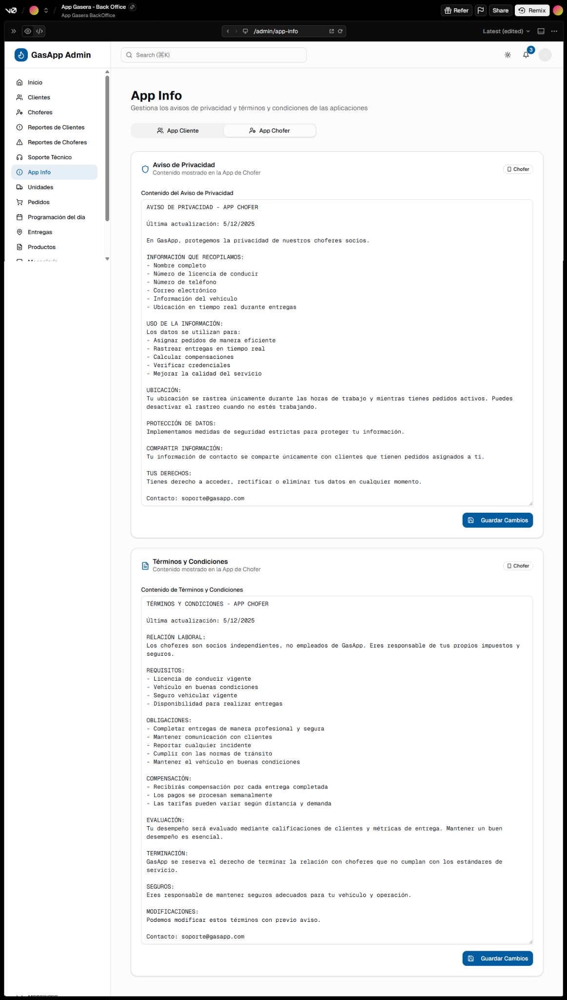 App Gasera - Back Office
App Gasera BackOffice
Refer
Share
Remix
/admin/app-info
Latest (edited)
GasApp Admin
Search (⌘K)
3
Inicio
Clientes
Choferes
Reportes de Clientes
Reportes de Choferes
Soporte Técnico
App Info
Unidades
Pedidos
Programación del día
Entregas
Productos
App Info
Gestiona los avisos de privacidad y términos y condiciones de las aplicaciones
App Cliente
App Chofer
Aviso de Privacidad
Contenido mostrado en la App de Chofer
Chofer
Contenido del Aviso de Privacidad
AVISO DE PRIVACIDAD - APP CHOFER
Última actualización: 5/12/2025
En GasApp, protegemos la privacidad de nuestros choferes socios.
INFORMACIÓN QUE RECOPILAMOS:
- Nombre completo
- Número de licencia de conducir
- Número de teléfono
- Correo electrónico
- Información del vehículo
- Ubicación en tiempo real durante entregas
USO DE LA INFORMACIÓN:
Los datos se utilizan para:
- Asignar pedidos de manera eficiente
- Rastrear entregas en tiempo real
- Calcular compensaciones
- Verificar credenciales
- Mejorar la calidad del servicio
UBICACIÓN:
Tu ubicación se rastrea únicamente durante las horas de trabajo y mientras tienes pedidos activos. Puedes
desactivar el rastreo cuando no estés trabajando.
PROTECCIÓN DE DATOS:
Implementamos medidas de seguridad estrictas para proteger tu información.
COMPARTIR INFORMACIÓN:
Tu información de contacto se comparte únicamente con clientes que tienen pedidos asignados a ti.
TUS DERECHOS:
Tienes derecho a acceder, rectificar o eliminar tus datos en cualquier momento.
Contacto: soporte@gasapp.com
Guardar Cambios
Términos y Condiciones
Contenido mostrado en la App de Chofer
Chofer
Contenido de Términos y Condiciones
TÉRMINOS Y CONDICIONES - APP CHOFER
Última actualización: 5/12/2025
RELACIÓN LABORAL:
Los choferes son socios independientes, no empleados de GasApp. Eres responsable de tus propios impuestos y
seguros.
REQUISITOS:
- Licencia de conducir vigente
- Vehículo en buenas condiciones
- Seguro vehicular vigente
- Disponibilidad para realizar entregas
OBLIGACIONES:
- Completar entregas de manera profesional y segura
- Mantener comunicación con clientes
- Reportar cualquier incidente
- Cumplir con las normas de tránsito
- Mantener el vehículo en buenas condiciones
COMPENSACIÓN:
- Recibirás compensación por cada entrega completada
- Los pagos se procesan semanalmente
- Las tarifas pueden variar según distancia y demanda
EVALUACIÓN:
Tu desempeño será evaluado mediante calificaciones de clientes y métricas de entrega. Mantener un buen
desempeño es esencial.
TERMINACIÓN:
GasApp se reserva el derecho de terminar la relación con choferes que no cumplan con los estándares de
servicio.
SEGUROS:
Eres responsable de mantener seguros adecuados para tu vehículo y operación.
MODIFICACIONES:
Podemos modificar estos términos con previo aviso.
Contacto: soporte@gasapp.com
Guardar Cambios